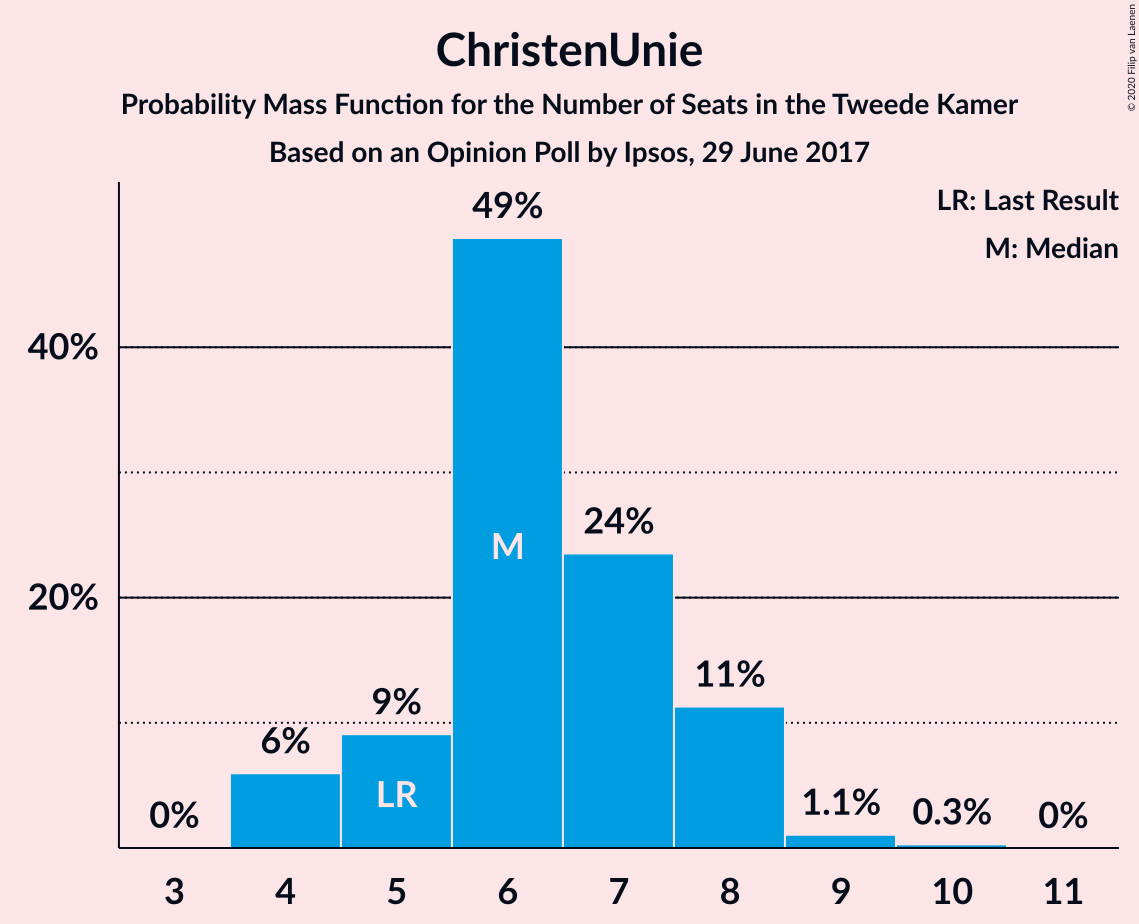 ChristenUnie
Probability Mass Function for the Number of Seats in the Tweede Kamer
Based on an Opinion Poll by Ipsos, 29 June 2017
© 2020 Filip van Laenen
LR: Last Result
M: Median
40%
20%
0%
6%
9%
49%
24%
11%
1.1%
0.3%
0%
LR
M
3 4 5 6 7 8 9 10 11